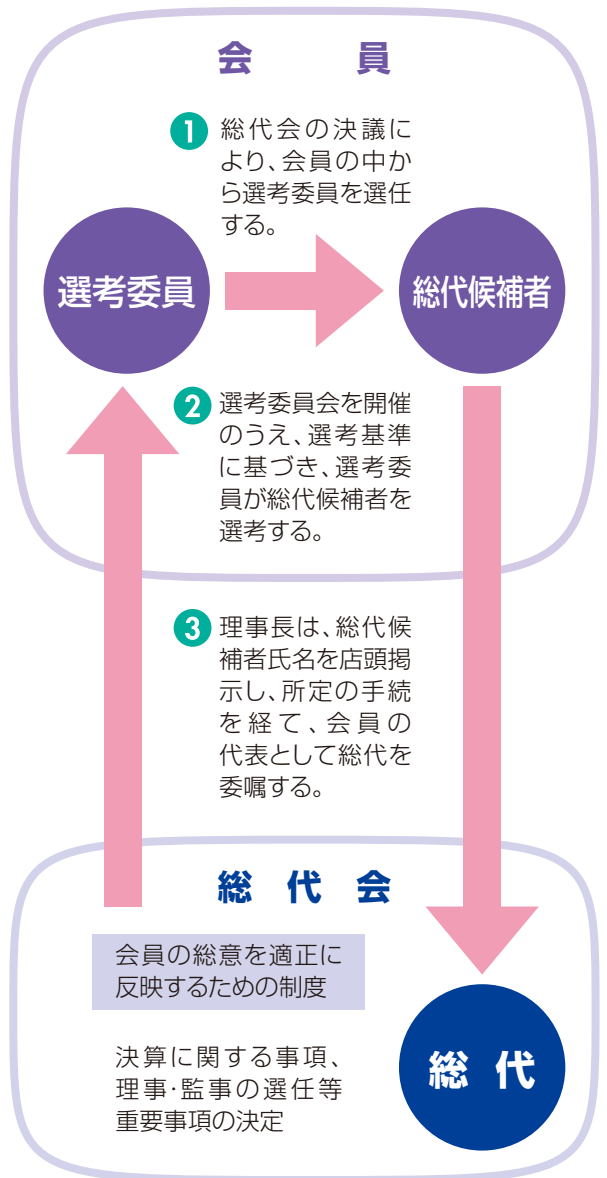 会員
1 総代会の決議に
より、会員の中か
ら選考委員を選任
する。
選考委員
総代候補者
2 選考委員会を開催
のうえ、選考基準
に基づき、選考委
員が総代候補者を
選考する。
3 理事長は、総代候
補者氏名を店頭掲
示し、所定の手続
を経て、会員の
代表として総代を
委嘱する。
総代会
会員の総意を適正に
反映するための制度
決算に関する事項、
理事・監事の選任等
重要事項の決定
総代